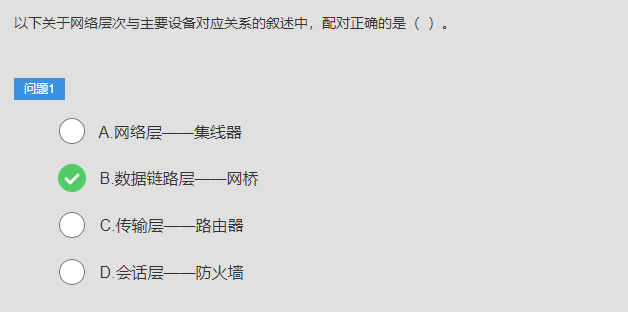 以下关于网络层次与主要设备对应关系的叙述中，配对正确的是（ ）。
问题1
A.网络层——集线器
B.数据链路层——网桥
C.传输层——路由器
D.会话层——防火墙